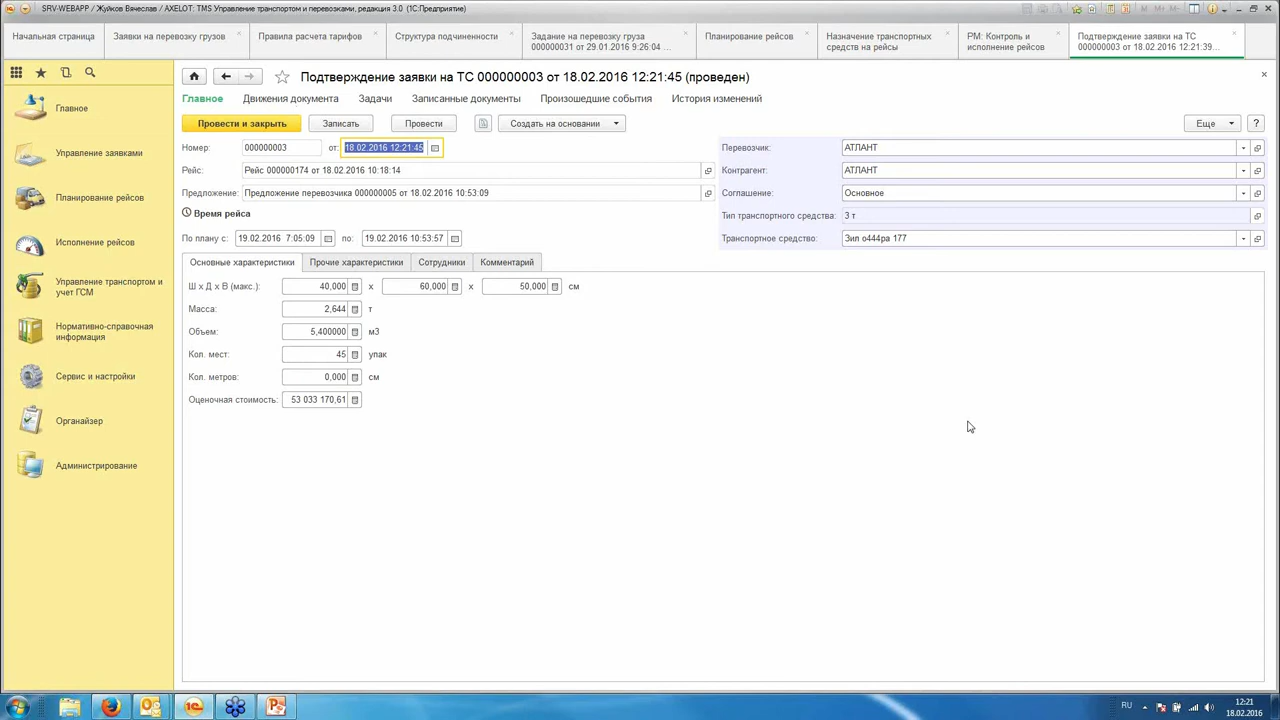 SRV-WEBAPP / Жуйков Вячеслав / AXELOT: TMS Управление транспортом и перевозками, редакция 3.0 (1С:Предприятие)
M M+ M-
Начальная страница
Заявки на перевозку грузов
Правила расчета тарифов
Структура подчиненности
Задание на перевозку груза 000000031 от 29.01.2016 9:26:04 ...
Планирование рейсов
Назначение транспортных средств на рейсы
РМ: Контроль и исполнение рейсов
Подтверждение заявки на ТС 000000003 от 18.02.2016 12:21:39...
Главное
Управление заявками
Планирование рейсов
Исполнение рейсов
Управление транспортом и учет ГСМ
Нормативно-справочная информация
Сервис и настройки
Органайзер
Администрирование
Подтверждение заявки на ТС 000000003 от 18.02.2016 12:21:45 (проведен)
Главное Движения документа Задачи Записанные документы Произошедшие события История изменений
Провести и закрыть Записать Провести Создать на основании Еще ?
Номер: 000000003 от: 18.02.2016 12:21:45
Рейс: Рейс 000000174 от 18.02.2016 10:18:14
Предложение: Предложение перевозчика 000000005 от 18.02.2016 10:53:09
Время рейса
По плану с: 19.02.2016 7:05:09 по: 19.02.2016 10:53:57
Перевозчик: АТЛАНТ
Контрагент: АТЛАНТ
Соглашение: Основное
Тип транспортного средства: 3 т
Транспортное средство: Зил о444ра 177
Основные характеристики Прочие характеристики Сотрудники Комментарий
Ш х Д х В (макс.): 40,000 x 60,000 x 50,000 см
Масса: 2,644 т
Объем: 5,400000 м3
Кол. мест: 45 упак
Кол. метров: 0,000 см
Оценочная стоимость: 53 033 170,61
RU
12:21
18.02.2016